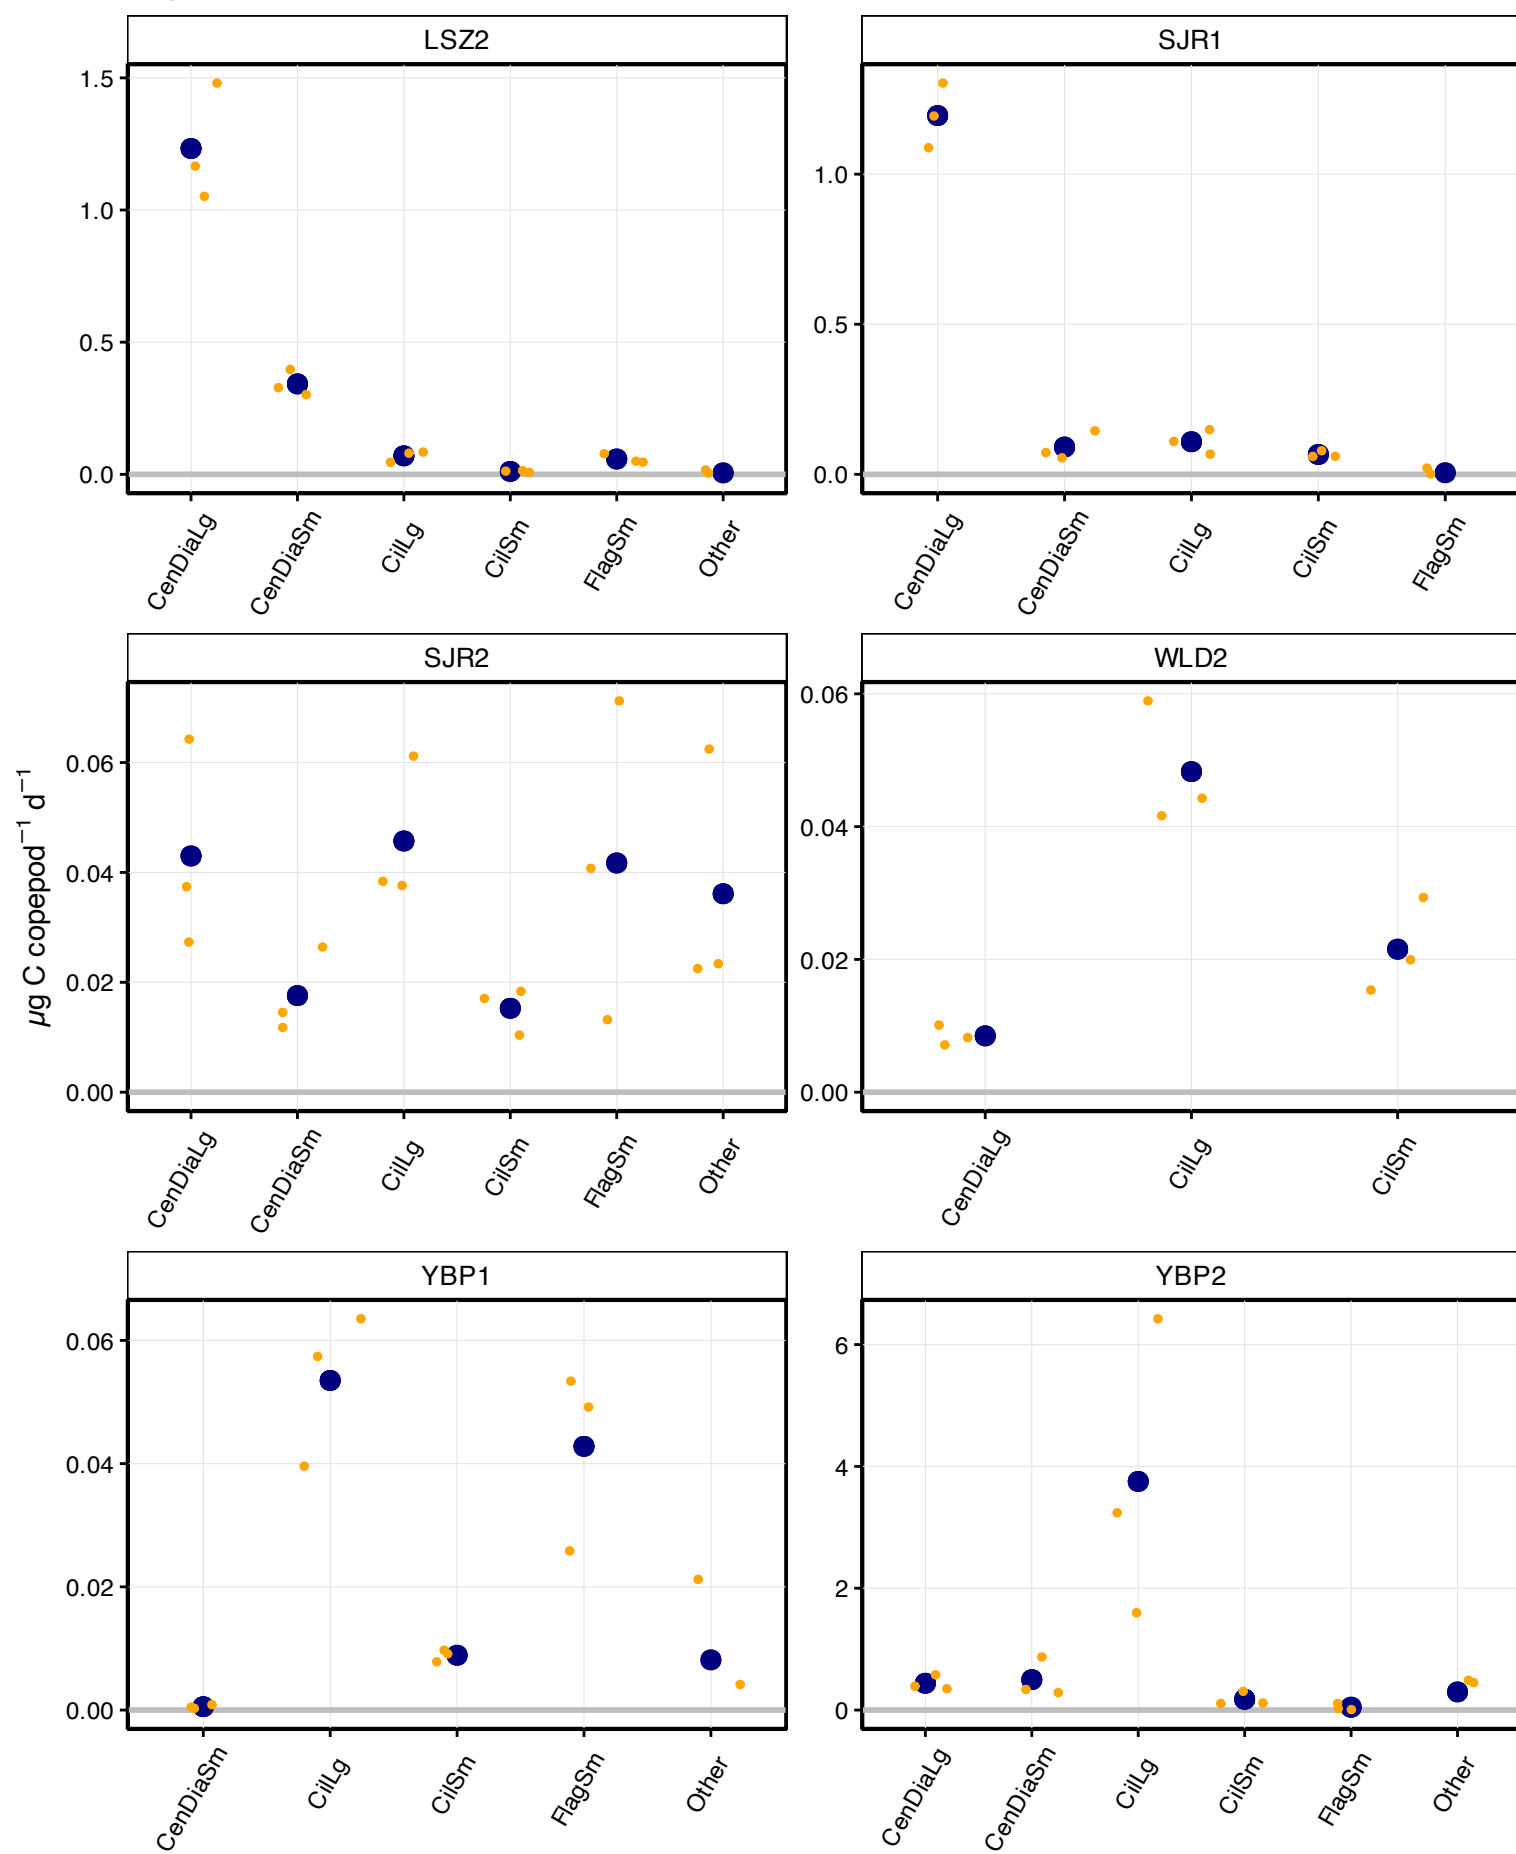 LSZ2
SJR1
1.5
1.0
0.5
0.0
1.0
0.5
0.0
CenDiaLg
CenDiaSm
CilLg
CilSm
FlagSm
Other
CenDiaLg
CenDiaSm
CilLg
CilSm
FlagSm
SJR2
WLD2
µg C copepod⁻¹ d⁻¹
0.06
0.04
0.02
0.00
0.06
0.04
0.02
0.00
CenDiaLg
CenDiaSm
CilLg
CilSm
FlagSm
Other
CenDiaLg
CilLg
CilSm
YBP1
YBP2
0.06
0.04
0.02
0.00
6
4
2
0
CenDiaSm
CilLg
CilSm
FlagSm
Other
CenDiaLg
CenDiaSm
CilLg
CilSm
FlagSm
Other